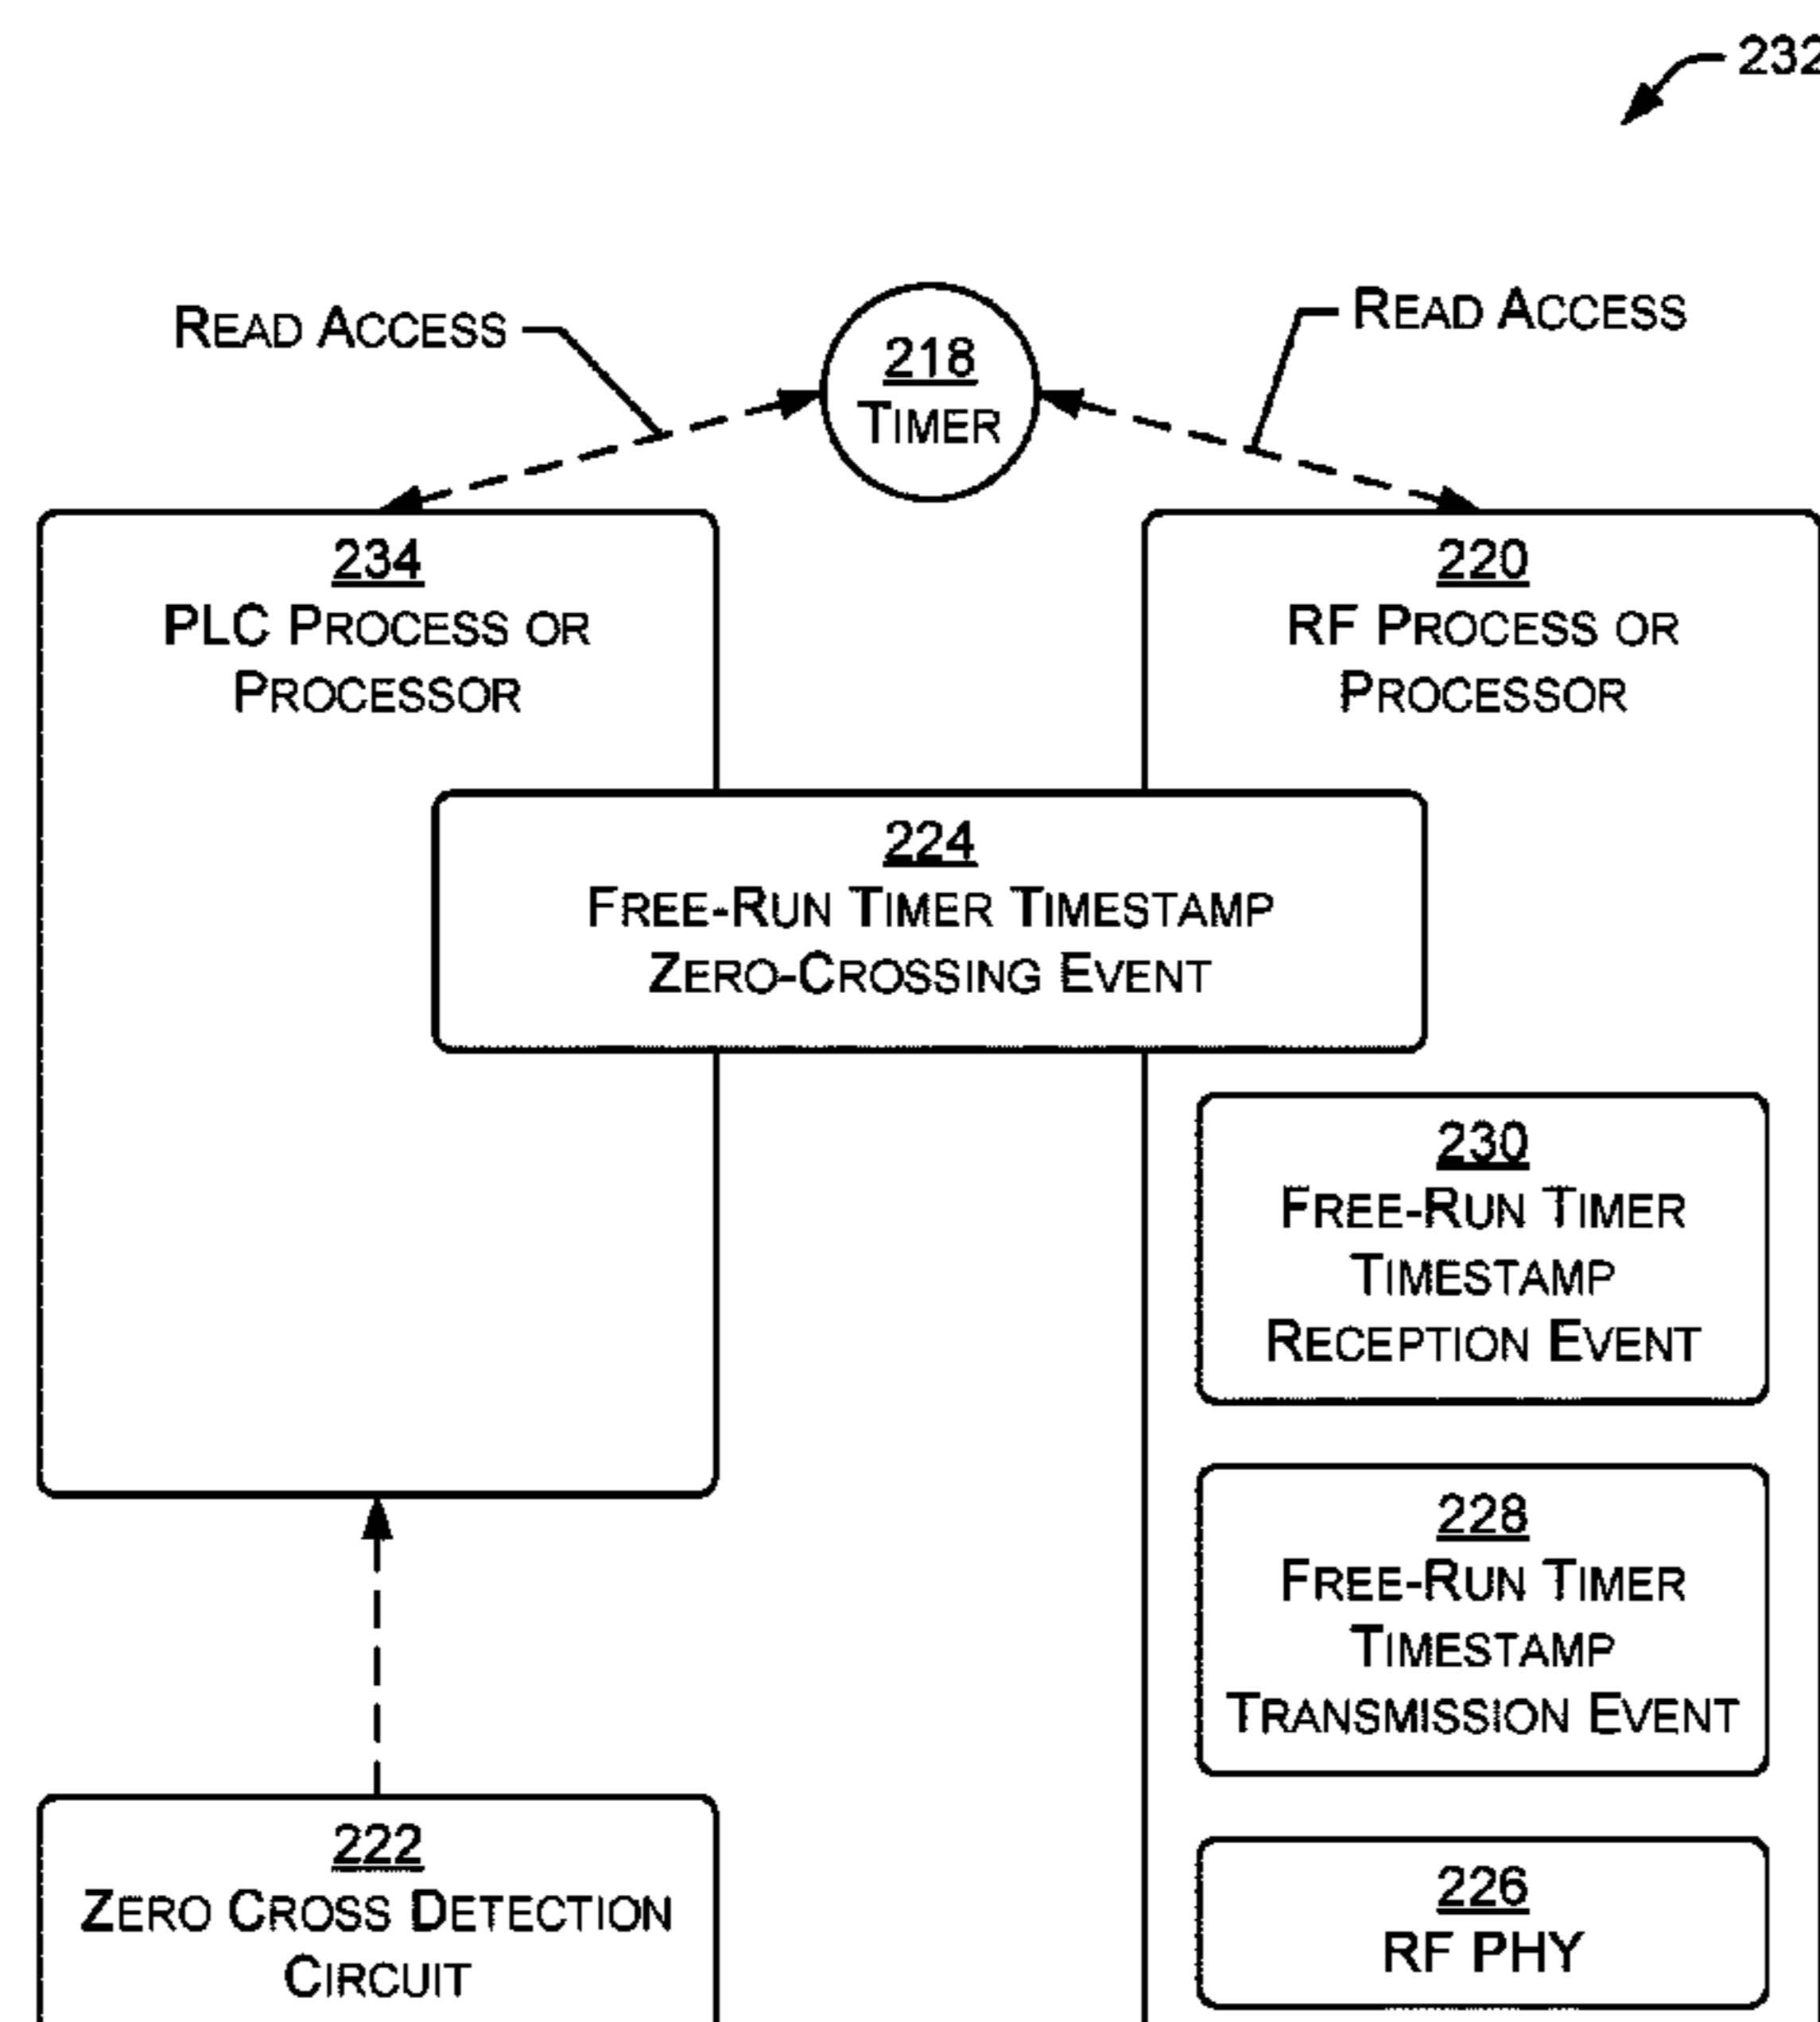 232
READ ACCESS
218
TIMER
READ ACCESS
234
PLC PROCESS OR
PROCESSOR
220
RF PROCESS OR
PROCESSOR
224
FREE-RUN TIMER TIMESTAMP
ZERO-CROSSING EVENT
230
FREE-RUN TIMER
TIMESTAMP
RECEPTION EVENT
228
FREE-RUN TIMER
TIMESTAMP
TRANSMISSION EVENT
222
ZERO CROSS DETECTION
CIRCUIT
226
RF PHY